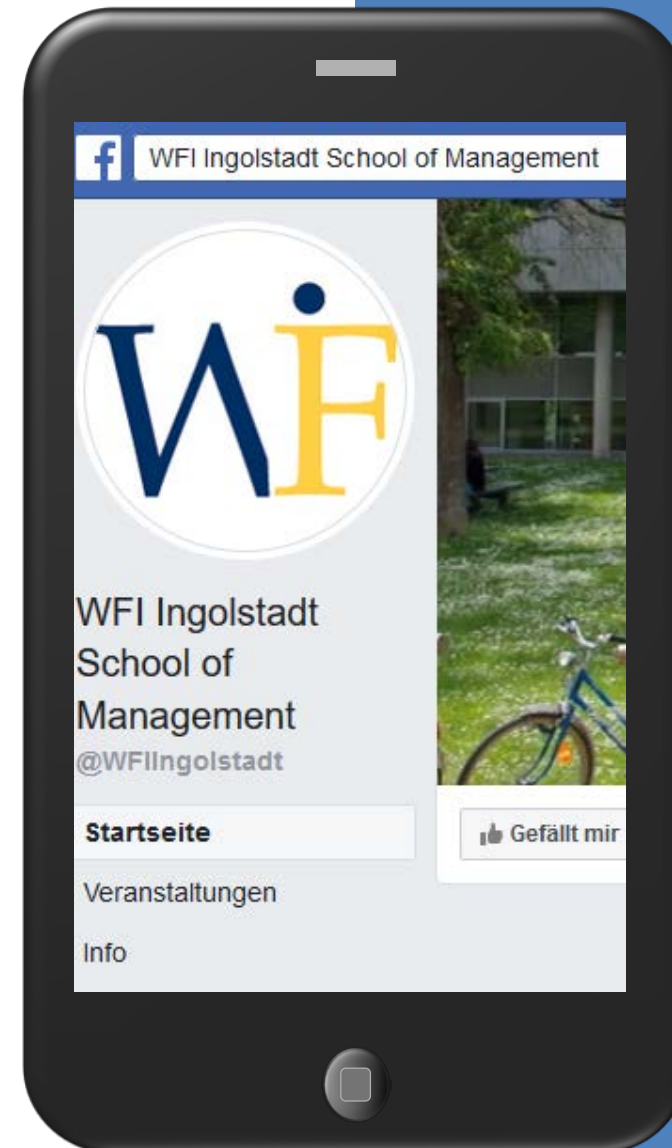 f
WFI Ingolstadt School of Management
WFI
WFI Ingolstadt
School of
Management
@WFIIngolstadt
Startseite
Gefällt mir
Veranstaltungen
Info